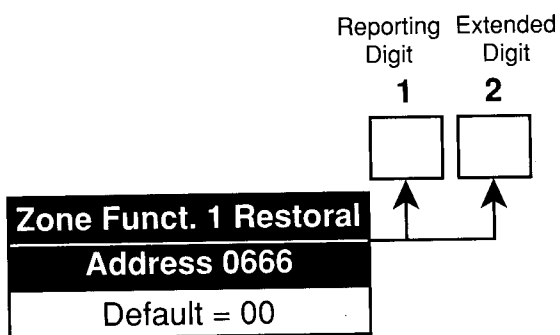 Reporting Extended
Digit Digit
1 2
Zone Funct. 1 Restoral
Address 0666
Default = 00